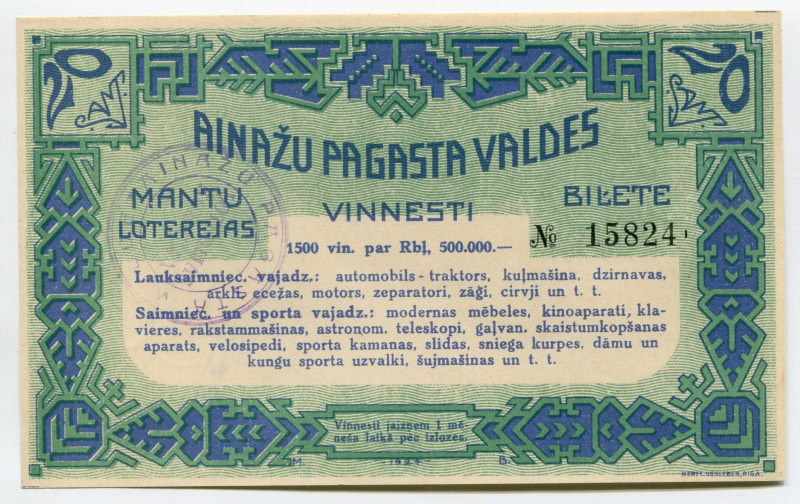 20
20
AINAŽU PAGASTA VALDES
MANTU
LOTEREJAS
VINNESTI
BIĻETE
№ 15824
1500 vin. par Rbļ, 500.000.—
Lauksaimniec. vajadz.: automobils-traktors, kuļmašina, dzirnavas,
arkli, ecežas, motors, zeparatori, zāģi, cirvji un t. t.
Saimniec. un sporta vajadz.: modernas mēbeles, kinoaparati, kla-
vieres, rakstammašinas, astronom. teleskopi, gaļvan. skaistumkopšanas
aparats, velosipedi, sporta kamanas, slidas, sniega kurpes, dāmu un
kungu sporta uzvalki, šujmašinas un t. t.
Vinnesti jaizņem 1 mē-
neša laikā pēc izlozes.
M. -1924 B.